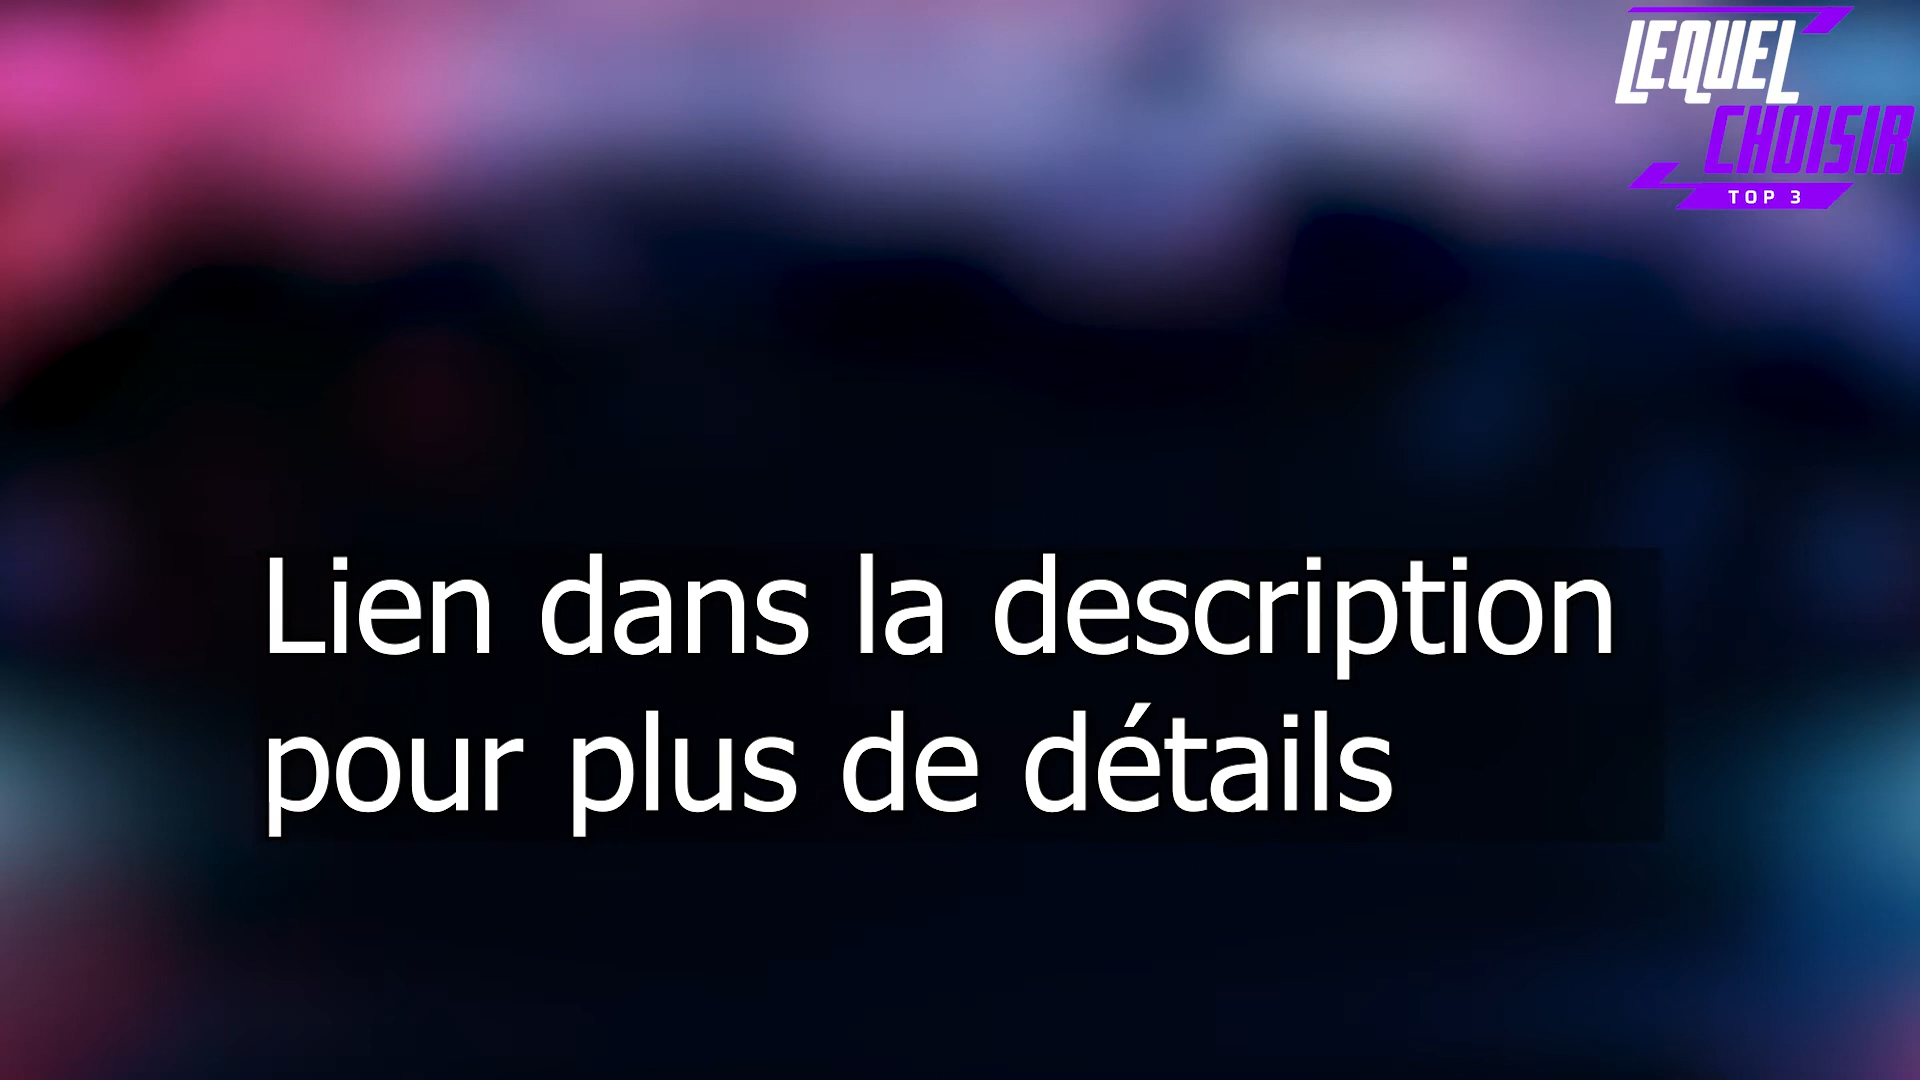 LEQUEL
CHOISIR
TOP 3
Lien dans la description
pour plus de détails